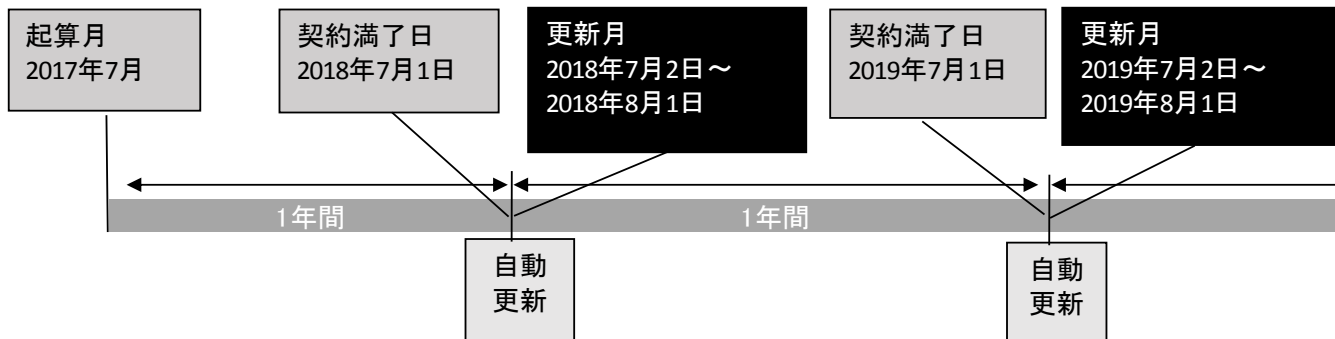 起算月
2017年7月
契約満了日
2018年7月1日
更新月
2018年7月2日～
2018年8月1日
契約満了日
2019年7月1日
更新月
2019年7月2日～
2019年8月1日
1年間
1年間
自動
更新
自動
更新